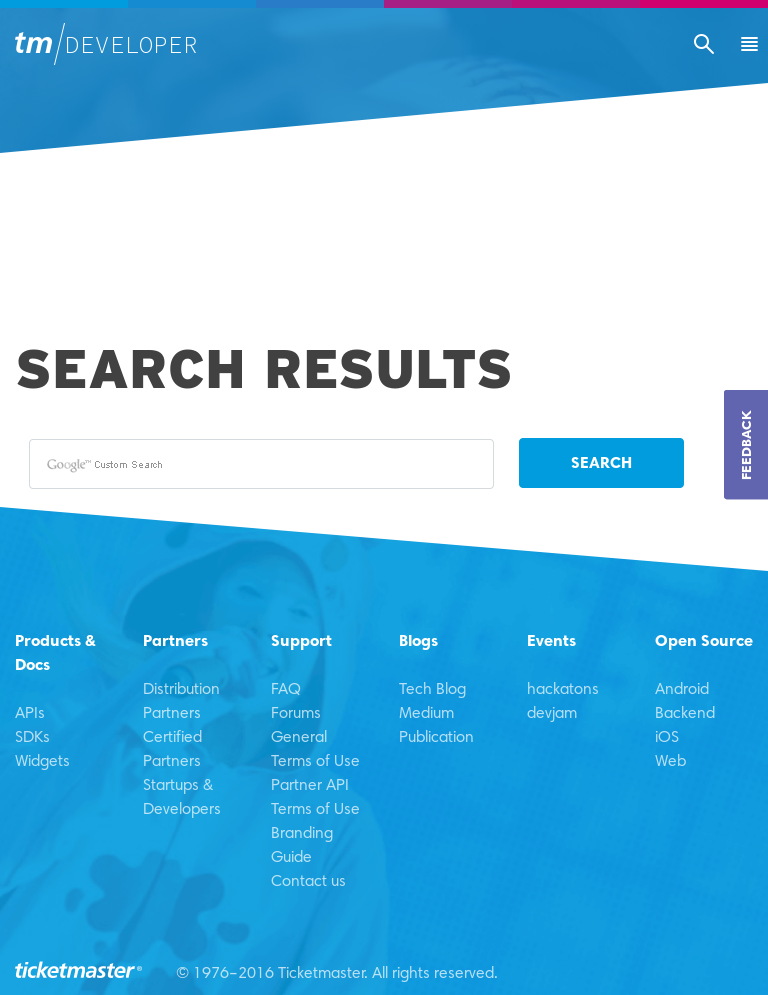 tm/DEVELOPER
SEARCH RESULTS
Google™ Custom Search
SEARCH
FEEDBACK
Products &
Docs
APIs
SDKs
Widgets
Partners
Distribution
Partners
Certified
Partners
Startups &
Developers
Support
FAQ
Forums
General
Terms of Use
Partner API
Terms of Use
Branding
Guide
Contact us
Blogs
Tech Blog
Medium
Publication
Events
hackatons
devjam
Open Source
Android
Backend
iOS
Web
ticketmaster®
© 1976-2016 Ticketmaster. All rights reserved.